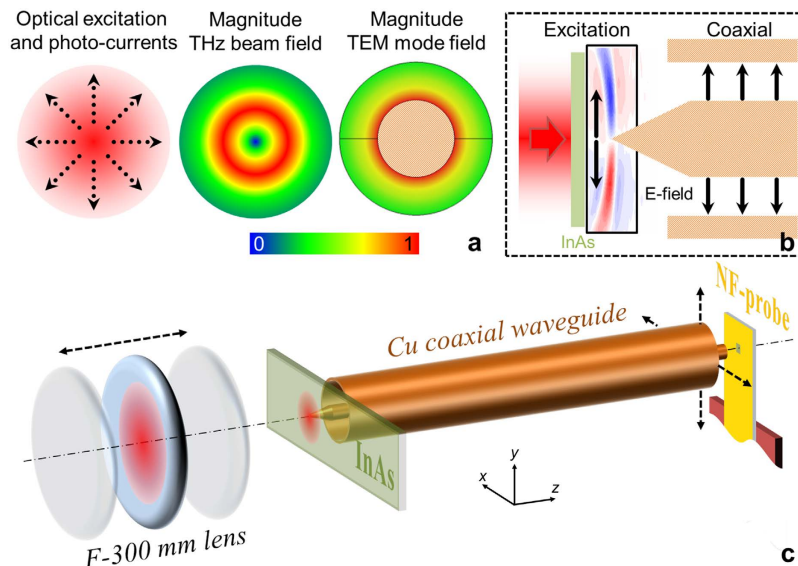 Optical excitation
and photo-currents
Magnitude
THz beam field
Magnitude
TEM mode field
0
1
a
Excitation
Coaxial
E-field
InAs
b
NF-probe
Cu coaxial waveguide
InAs
y
x
z
F-300 mm lens
c